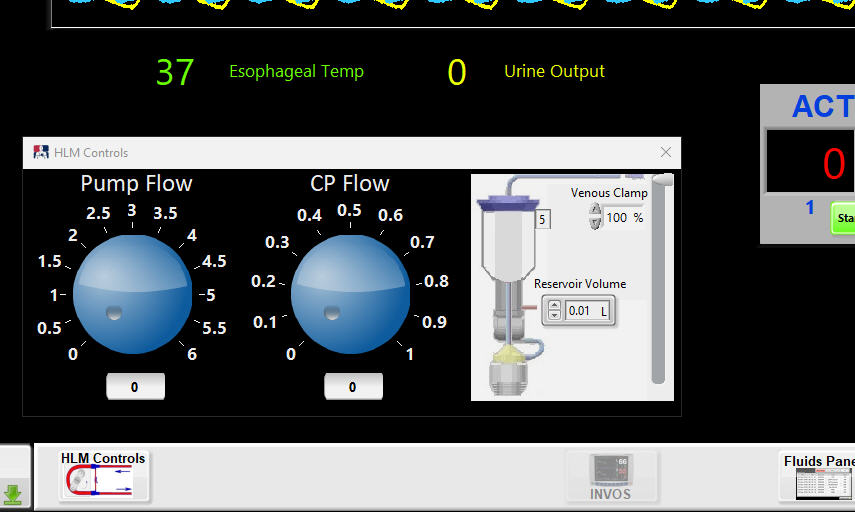 37 Esophageal Temp 0 Urine Output
ACT
0
1
Sta
HLM Controls
Pump Flow
0
0.5
1
1.5
2
2.5
3
3.5
4
4.5
5
5.5
6
0
CP Flow
0
0.1
0.2
0.3
0.4
0.5
0.6
0.7
0.8
0.9
1
0
Venous Clamp
5
100 %
Reservoir Volume
0.01 L
HLM Controls
INVOS
Fluids Pane